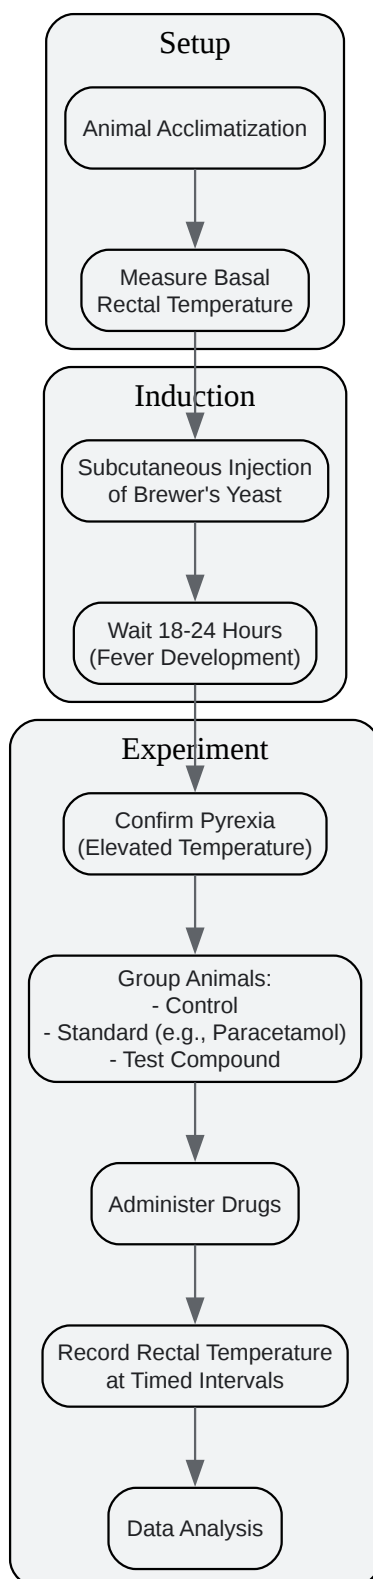 Setup
Animal Acclimatization
Measure Basal
Rectal Temperature
Induction
Subcutaneous Injection
of Brewer's Yeast
Wait 18-24 Hours
(Fever Development)
Experiment
Confirm Pyrexia
(Elevated Temperature)
Group Animals:
- Control
- Standard (e.g., Paracetamol)
- Test Compound
Administer Drugs
Record Rectal Temperature
at Timed Intervals
Data Analysis